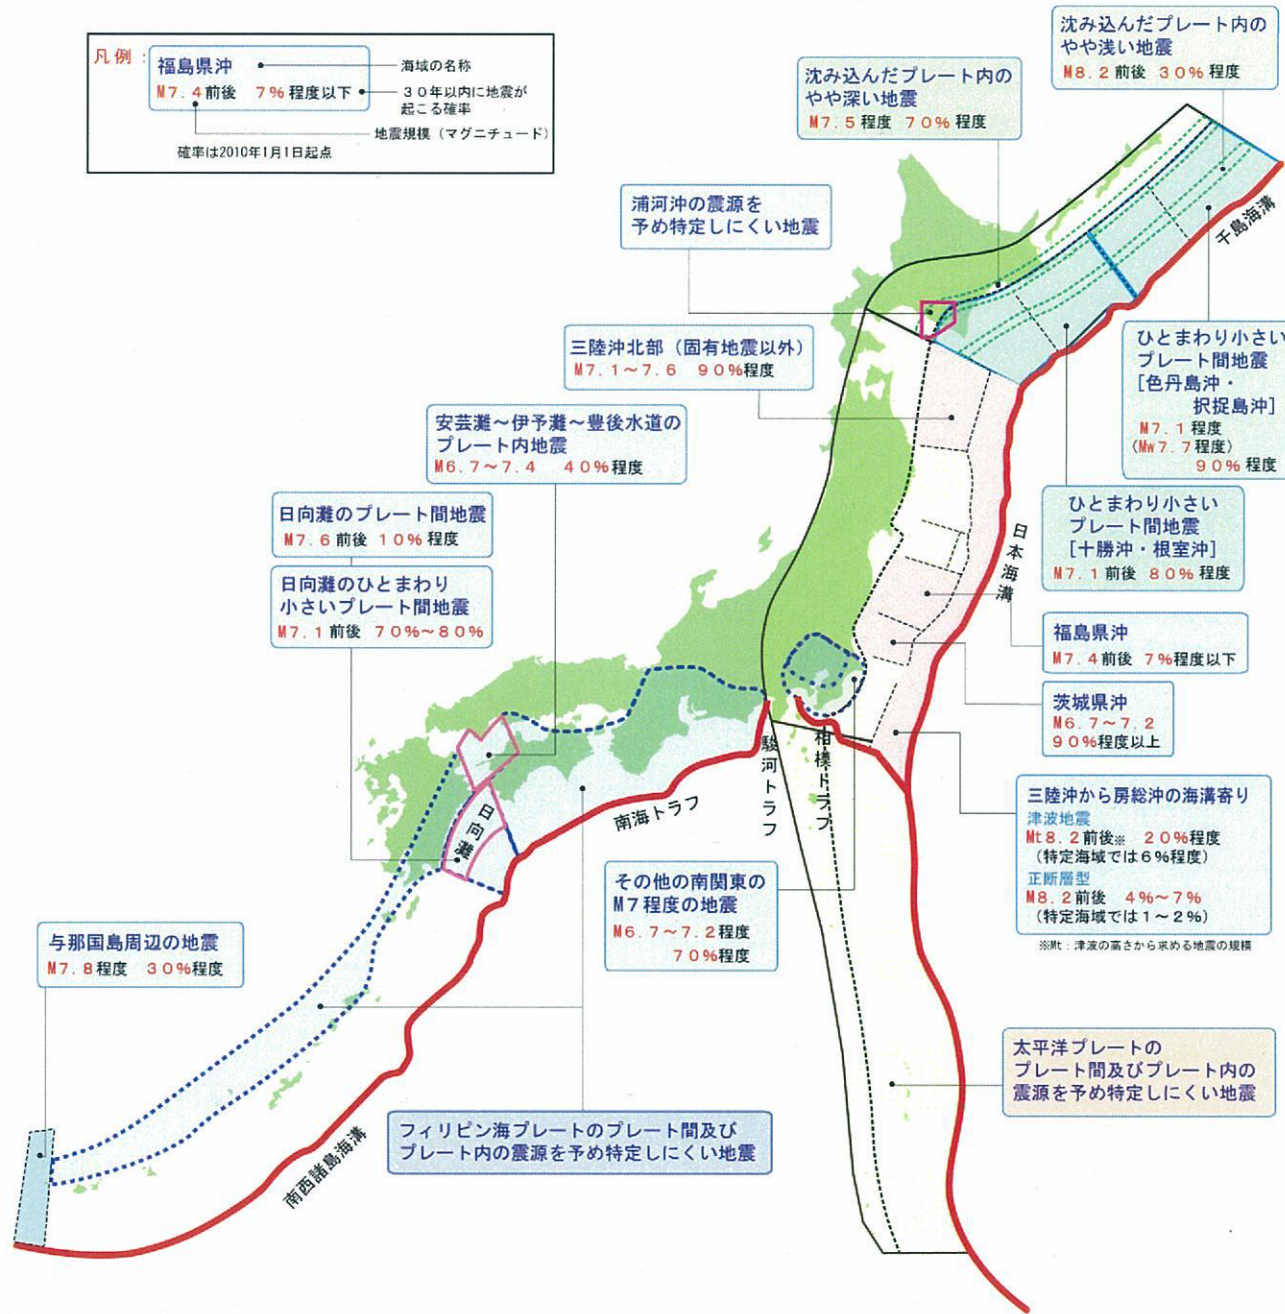 凡例：
福島県沖
M7.4前後 7%程度以下
海域の名称
３０年以内に地震が
起こる確率
地震規模（マグニチュード）
確率は2010年1月1日起点
沈み込んだプレート内の
やや浅い地震
M8.2前後 30%程度
沈み込んだプレート内の
やや深い地震
M7.5程度 70%程度
浦河沖の震源を
予め特定しにくい地震
千島海溝
三陸沖北部（固有地震以外）
M7.1〜7.6 90%程度
ひとまわり小さい
プレート間地震
[色丹島沖・
択捉島沖]
M7.1程度
(Mw7.7程度)
90%程度
安芸灘〜伊予灘〜豊後水道の
プレート内地震
M6.7〜7.4 40%程度
日向灘のプレート間地震
M7.6前後 10%程度
ひとまわり小さい
プレート間地震
[十勝沖・根室沖]
M7.1前後 80%程度
日本海溝
日向灘のひとまわり
小さいプレート間地震
M7.1前後 70%〜80%
福島県沖
M7.4前後 7%程度以下
茨城県沖
M6.7〜7.2
90%程度以上
駿河トラフ
相模トラフ
南海トラフ
日向灘
三陸沖から房総沖の海溝寄り
津波地震
Mt8.2前後※ 20%程度
(特定海域では6%程度)
正断層型
M8.2前後 4%〜7%
(特定海域では1〜2%)
※Mt：津波の高さから求める地震の規模
その他の南関東の
M7程度の地震
M6.7〜7.2程度
70%程度
与那国島周辺の地震
M7.8程度 30%程度
太平洋プレートの
プレート間及びプレート内の
震源を予め特定しにくい地震
フィリピン海プレートのプレート間及び
プレート内の震源を予め特定しにくい地震
南西諸島海溝